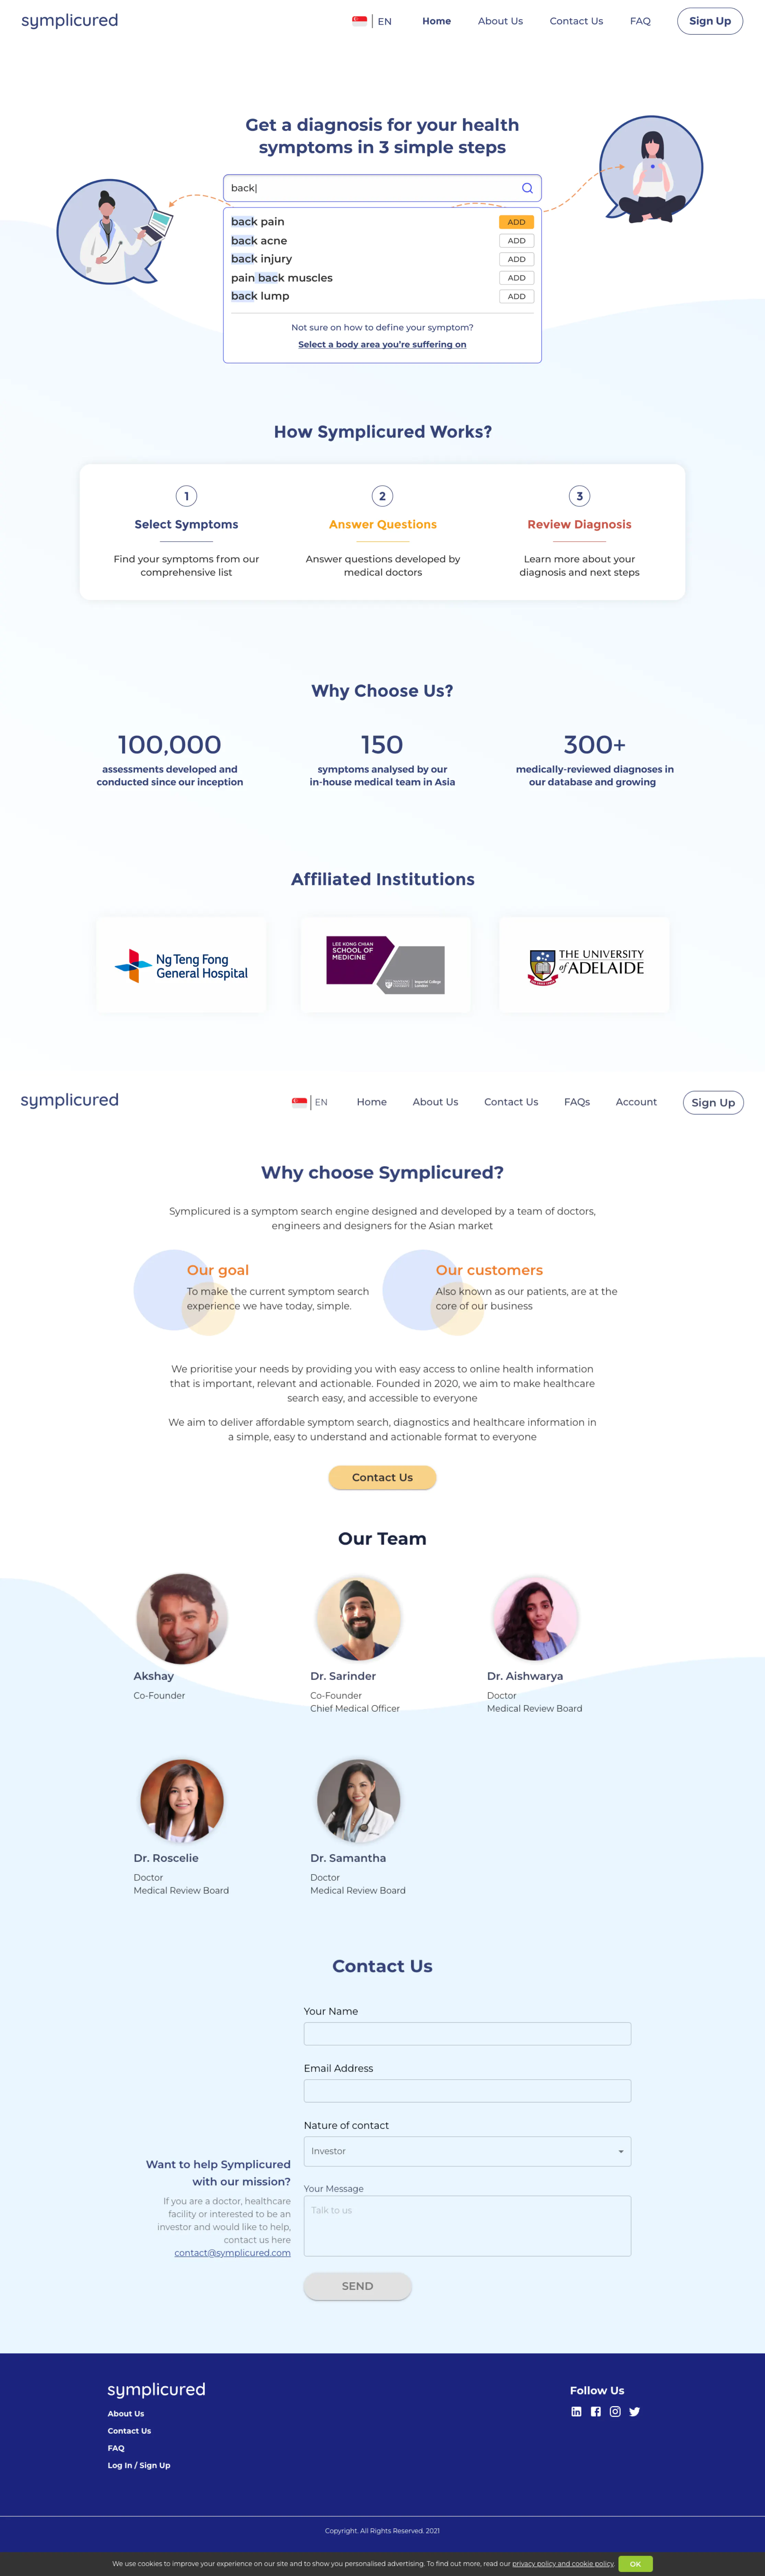 symplicured
EN
Home
About Us
Contact Us
FAQ
Sign Up
Get a diagnosis for your health
symptoms in 3 simple steps
back
back pain
ADD
back acne
ADD
back injury
ADD
pain back muscles
ADD
back lump
ADD
Not sure on how to define your symptom?
Select a body area you're suffering on
How Symplicured Works?
1
Select Symptoms
Find your symptoms from our
comprehensive list
2
Answer Questions
Answer questions developed by
medical doctors
3
Review Diagnosis
Learn more about your
diagnosis and next steps
Why Choose Us?
100,000
assessments developed and
conducted since our inception
150
symptoms analysed by our
in-house medical team in Asia
300+
medically-reviewed diagnoses in
our database and growing
Affiliated Institutions
Ng Teng Fong
General Hospital
LEE KONG CHIAN
SCHOOL OF
MEDICINE
Imperial College
London
THE UNIVERSITY
of ADELAIDE
symplicured
EN
Home
About Us
Contact Us
FAQs
Account
Sign Up
Why choose Symplicured?
Symplicured is a symptom search engine designed and developed by a team of doctors,
engineers and designers for the Asian market
Our goal
To make the current symptom search
experience we have today, simple.
Our customers
Also known as our patients, are at the
core of our business
We prioritise your needs by providing you with easy access to online health information
that is important, relevant and actionable. Founded in 2020, we aim to make healthcare
search easy, and accessible to everyone
We aim to deliver affordable symptom search, diagnostics and healthcare information in
a simple, easy to understand and actionable format to everyone
Contact Us
Our Team
Akshay
Co-Founder
Dr. Sarinder
Co-Founder
Chief Medical Officer
Dr. Aishwarya
Doctor
Medical Review Board
Dr. Roscelie
Doctor
Medical Review Board
Dr. Samantha
Doctor
Medical Review Board
Contact Us
Your Name
Email Address
Nature of contact
Investor
Want to help Symplicured
with our mission?
If you are a doctor, healthcare
facility or interested to be an
investor and would like to help,
contact us here
contact@symplicured.com
Your Message
Talk to us
SEND
symplicured
About Us
Contact Us
FAQ
Log In / Sign Up
Follow Us
Copyright. All Rights Reserved. 2021
We use cookies to improve your experience on our site and to show you personalised advertising. To find out more, read our privacy policy and cookie policy.
OK